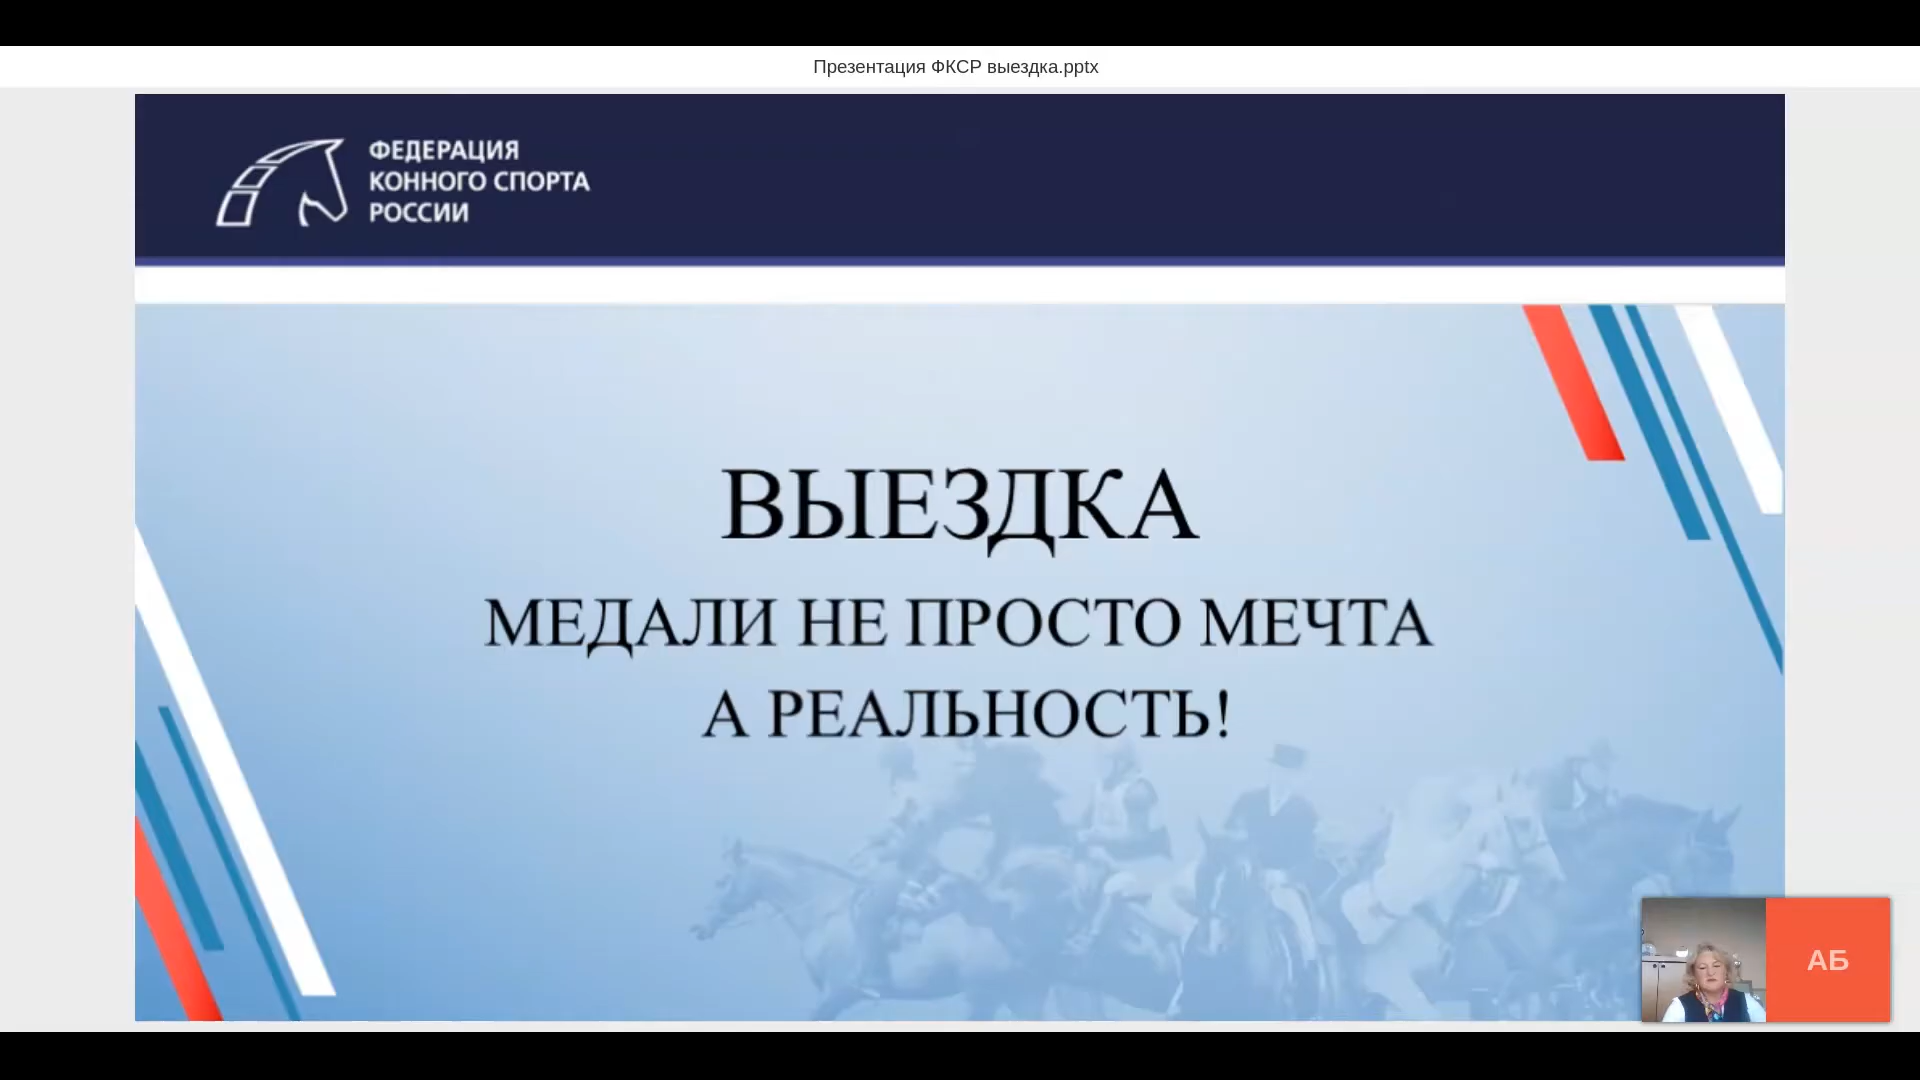 Презентация ФКСР выездка.pptx
ФЕДЕРАЦИЯ
КОННОГО СПОРТА
РОССИИ
ВЫЕЗДКА
МЕДАЛИ НЕ ПРОСТО МЕЧТА
А РЕАЛЬНОСТЬ!
АБ